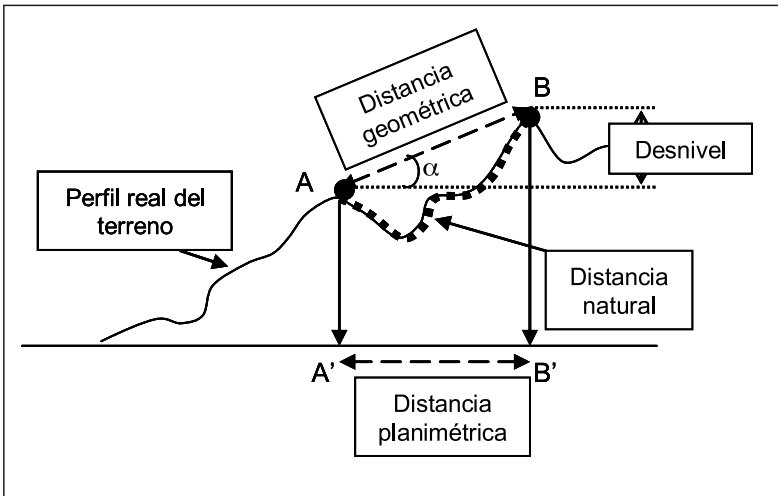 Distancia
geométrica
B
Desnivel
α
A
Perfil real del
terreno
Distancia
natural
A’
B’
Distancia
planimétrica